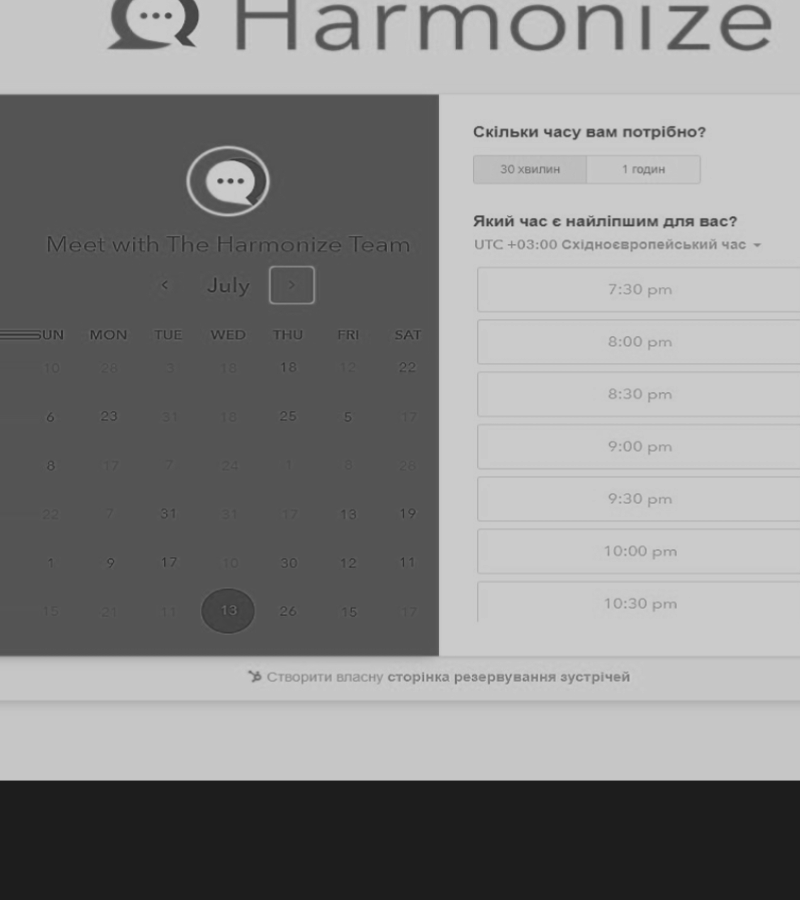 Harmonize
Meet with The Harmonize Team
July
SUN MON TUE WED THU FRI SAT
10 28 3 18 18 12 22
6 23 31 18 25 5 17
8 17 7 24 1 8 28
22 7 31 31 17 13 19
1 9 17 10 30 12 11
15 21 11 13 26 15 17
Скільки часу вам потрібно?
30 хвилин 1 годин
Який час є найліпшим для вас?
UTC +03:00 Східноєвропейський час
7:30 pm
8:00 pm
8:30 pm
9:00 pm
9:30 pm
10:00 pm
10:30 pm
Створити власну сторінка резервування зустрічей